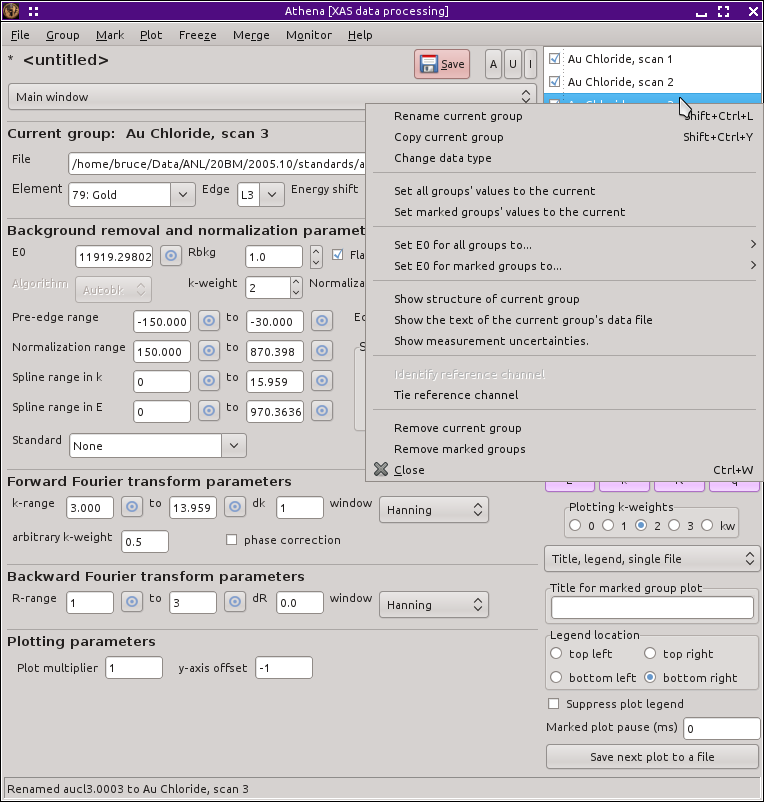 Athena [XAS data processing]
File Group Mark Plot Freeze Merge Monitor Help
* <untitled>
Save
A U I
Main window
Au Chloride, scan 1
Au Chloride, scan 2
Current group: Au Chloride, scan 3
File /home/bruce/Data/ANL/20BM/2005.10/standards/a
Element 79: Gold Edge L3 Energy shift
Background removal and normalization paramet
E0 11919.29802 Rbkg 1.0 Fla
Algorithm Autobk k-weight 2 Normaliza
Pre-edge range -150.000 to -30.000
Normalization range 150.000 to 870.398
Spline range in k 0 to 15.959
Spline range in E 0 to 970.3636
Standard None
Rename current group Shift+Ctrl+L
Copy current group Shift+Ctrl+Y
Change data type
Set all groups' values to the current
Set marked groups' values to the current
Set E0 for all groups to...
Set E0 for marked groups to...
Show structure of current group
Show the text of the current group's data file
Show measurement uncertainties.
Identify reference channel
Tie reference channel
Remove current group
Remove marked groups
Close Ctrl+W
Forward Fourier transform parameters
k-range 3.000 to 13.959 dk 1 window Hanning
arbitrary k-weight 0.5 phase correction
Backward Fourier transform parameters
R-range 1 to 3 dR 0.0 window Hanning
Plotting parameters
Plot multiplier 1 y-axis offset -1
Plotting k-weights
0 1 2 3 kw
Title, legend, single file
Title for marked group plot
Legend location
top left top right
bottom left bottom right
Suppress plot legend
Marked plot pause (ms) 0
Save next plot to a file
Renamed aucl3.0003 to Au Chloride, scan 3